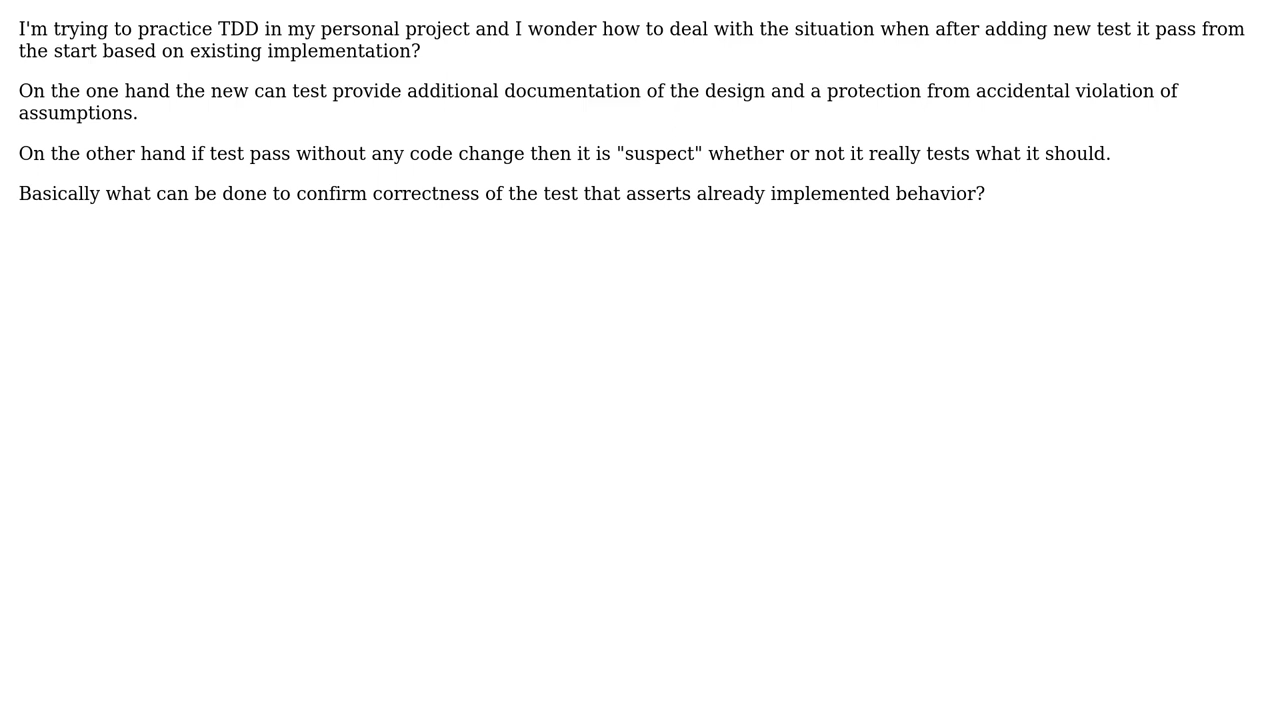 I'm trying to practice TDD in my personal project and I wonder how to deal with the situation when after adding new test it pass from
the start based on existing implementation?
On the one hand the new can test provide additional documentation of the design and a protection from accidental violation of
assumptions.
On the other hand if test pass without any code change then it is "suspect" whether or not it really tests what it should.
Basically what can be done to confirm correctness of the test that asserts already implemented behavior?